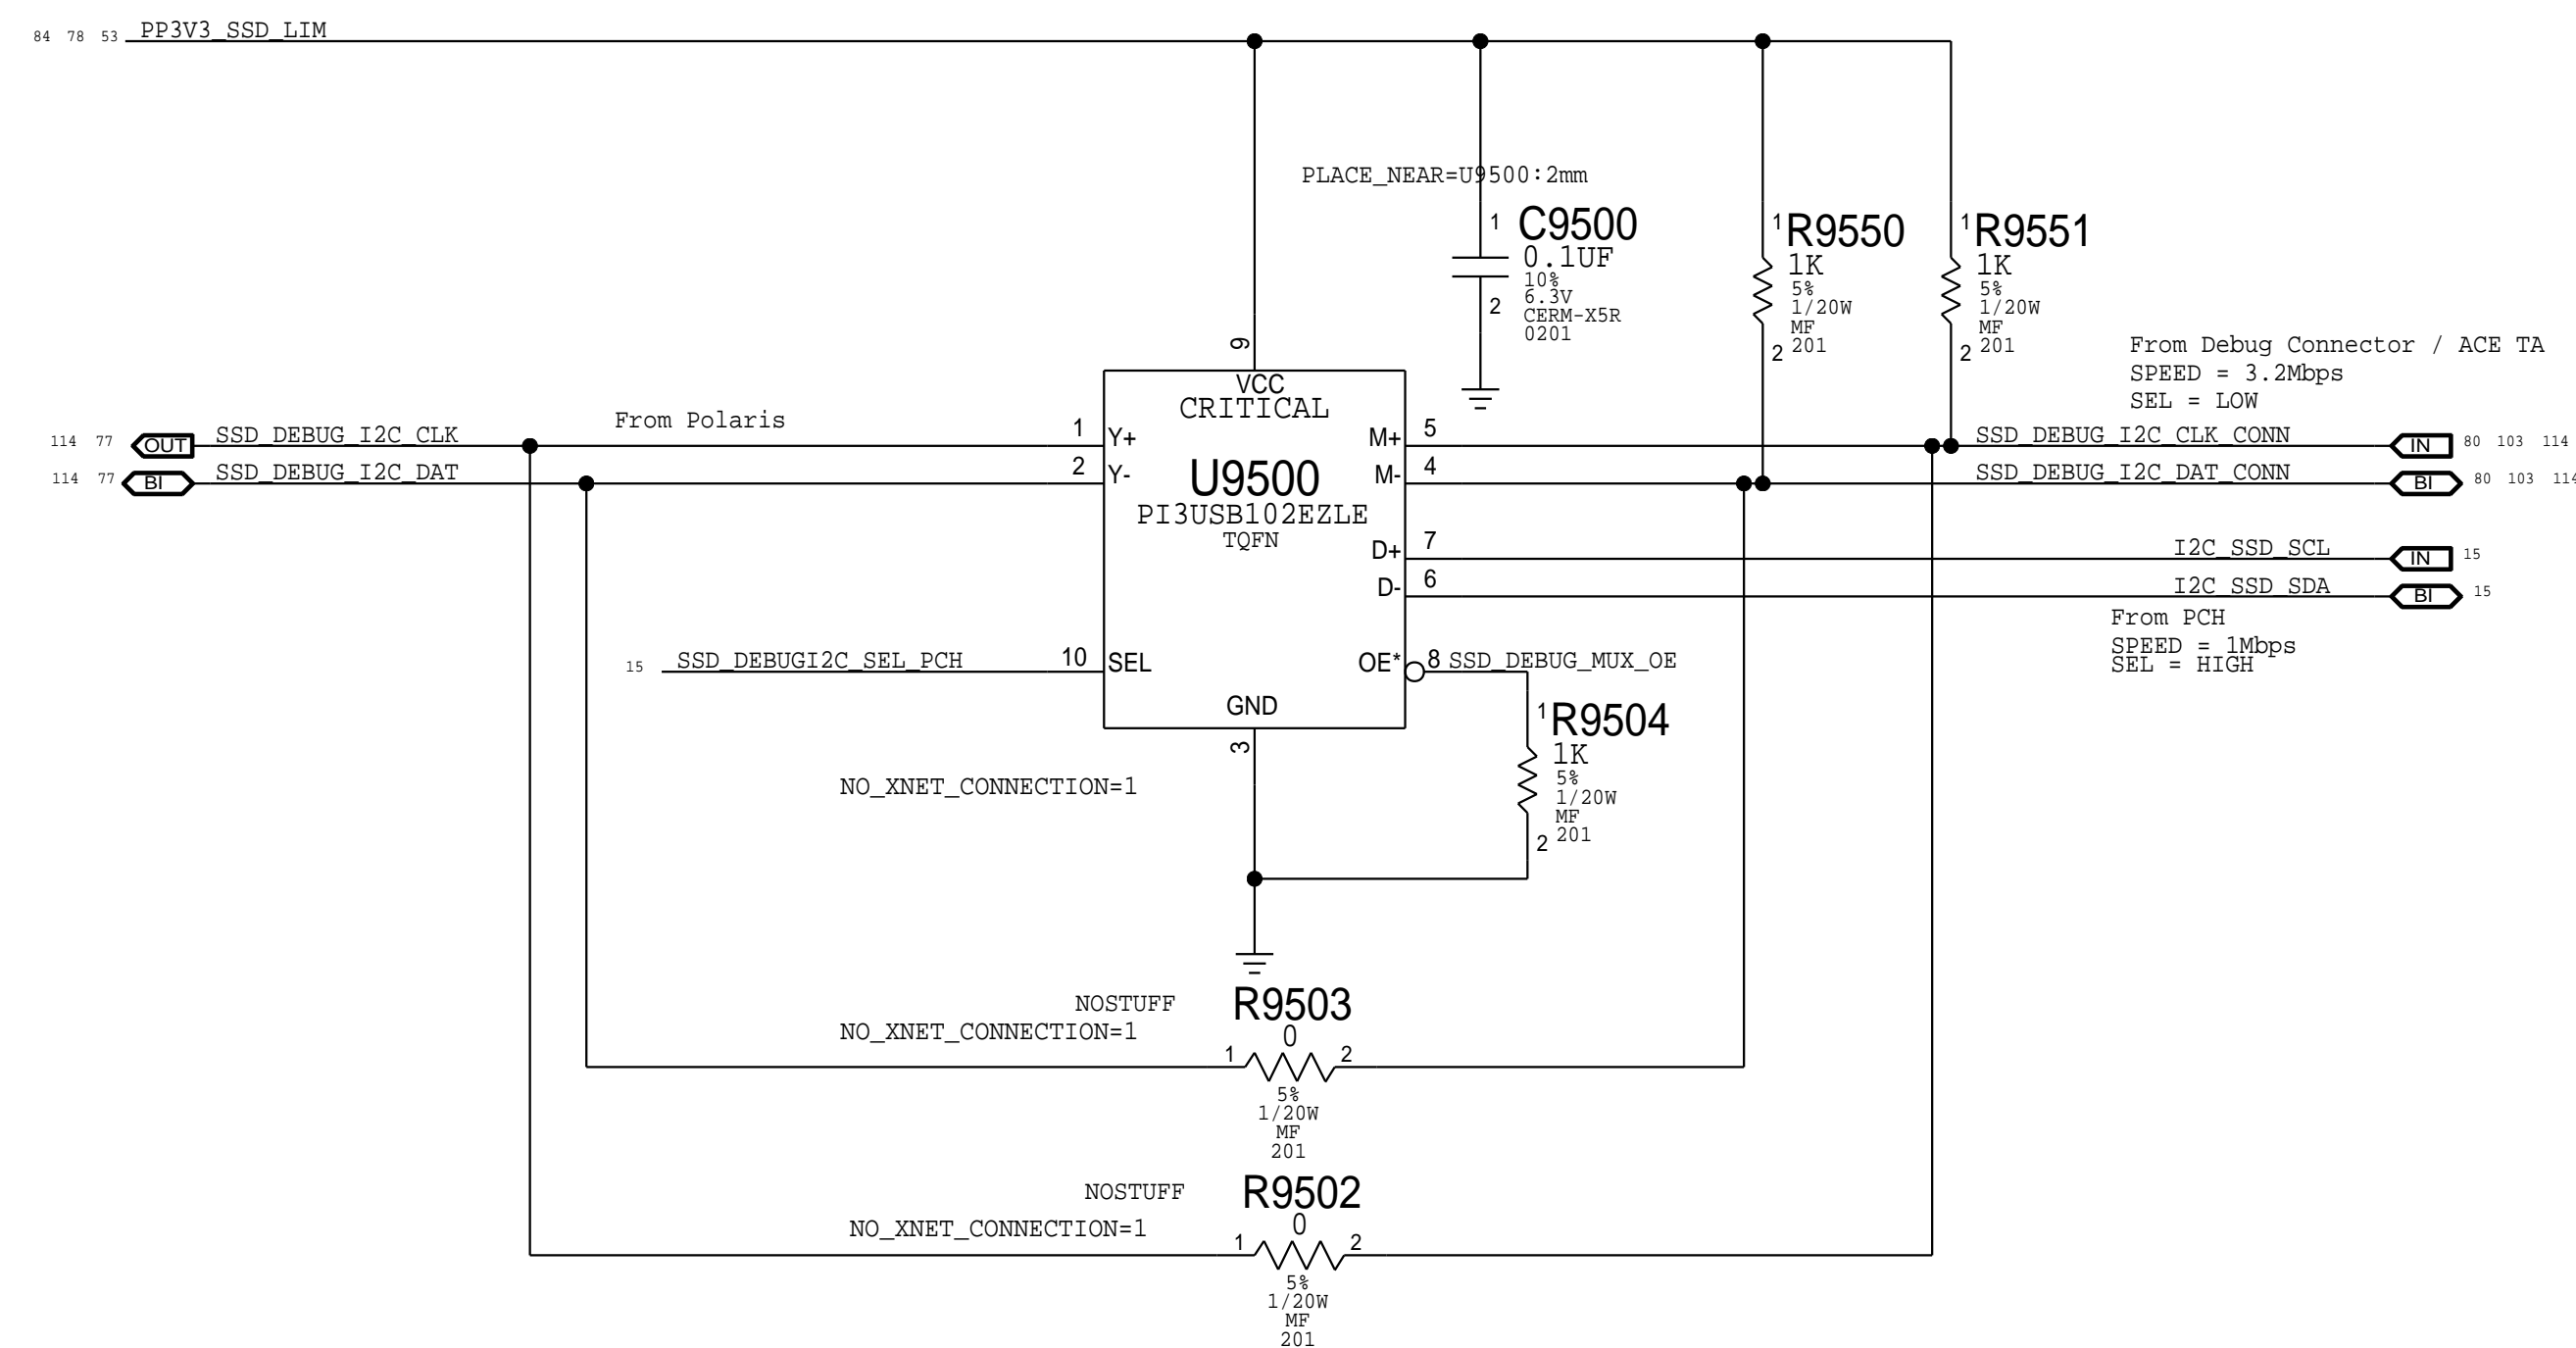 84 78 53 PP3V3_SSD_LIM
PLACE_NEAR=U9500:2mm
1 C9500
0.1UF
10%
6.3V
2
CERM-X5R
0201
1 R9550
1K
5%
1/20W
MF
2 201
1 R9551
1K
5%
1/20W
MF
2 201
From Debug Connector / ACE TA
SPEED = 3.2Mbps
SEL = LOW
9
VCC
CRITICAL
From Polaris
114 77 OUT SSD_DEBUG_I2C_CLK
1 Y+
M+ 5
SSD_DEBUG_I2C_CLK_CONN IN 80 103 114
114 77 BI SSD_DEBUG_I2C_DAT
2 Y-
M- 4
SSD_DEBUG_I2C_DAT_CONN BI 80 103 114
U9500
PI3USB102EZLE
TQFN
D+ 7
I2C_SSD_SCL IN 15
D- 6
I2C_SSD_SDA BI 15
From PCH
SPEED = 1Mbps
SEL = HIGH
15 SSD_DEBUGI2C_SEL_PCH 10 SEL
OE* 8 SSD_DEBUG_MUX_OE
GND
3
1 R9504
1K
5%
1/20W
MF
2 201
NO_XNET_CONNECTION=1
NOSTUFF
R9503
NO_XNET_CONNECTION=1
0
1 2
5%
1/20W
MF
201
NOSTUFF
R9502
NO_XNET_CONNECTION=1
0
1 2
5%
1/20W
MF
201